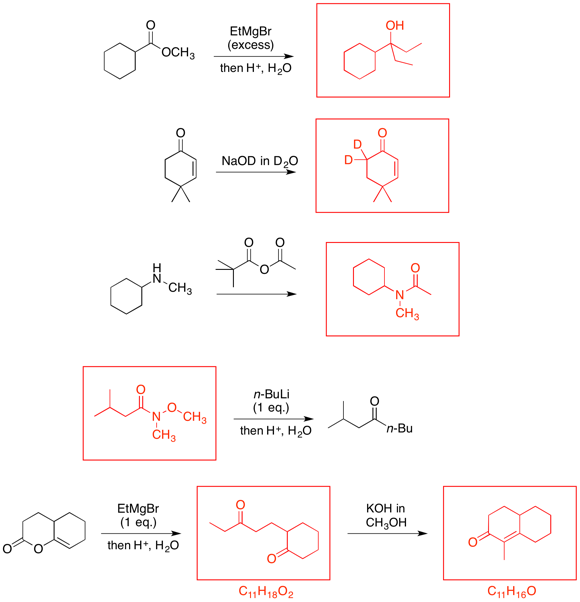 O
OCH₃
EtMgBr
(excess)
then H⁺, H₂O
OH
O
NaOD in D₂O
D
D
O
H
N
CH₃
O
O
O
O
N
CH₃
O
N
O
CH₃
CH₃
n-BuLi
(1 eq.)
then H⁺, H₂O
O
n-Bu
O
O
EtMgBr
(1 eq.)
then H⁺, H₂O
O
O
C₁₁H₁₈O₂
KOH in
CH₃OH
O
CH₃
C₁₁H₁₆O